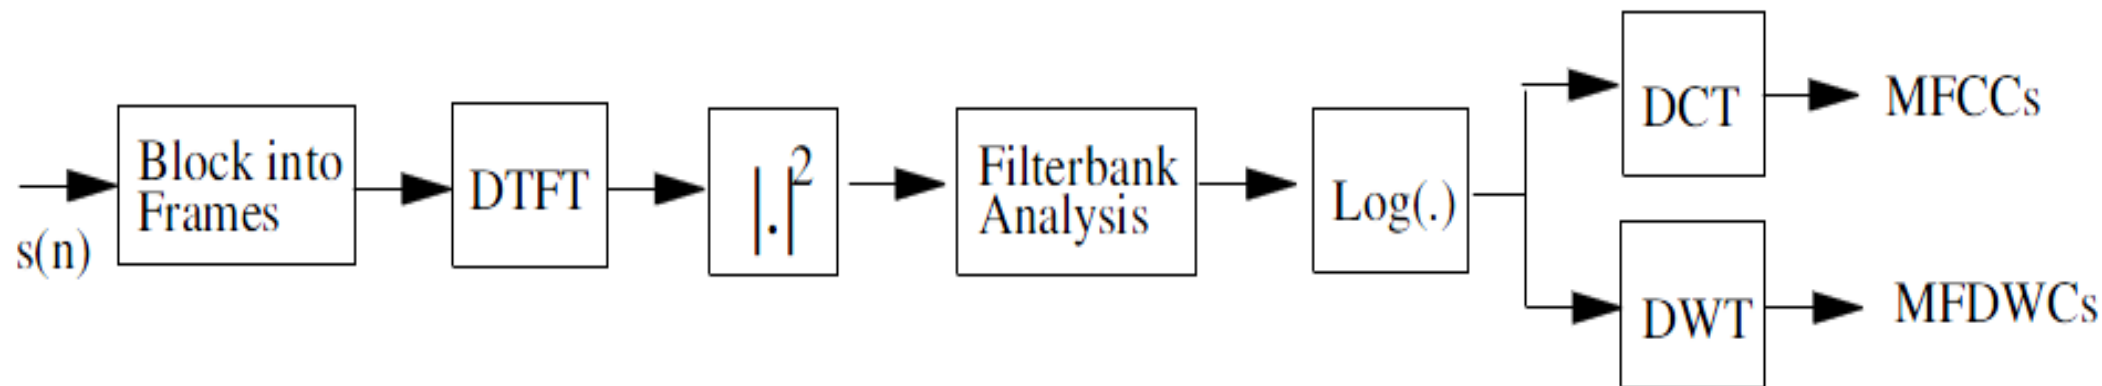 s(n)
Block into
Frames
DTFT
|.|2
Filterbank
Analysis
Log(.)
DCT
MFCCs
DWT
MFDWCs